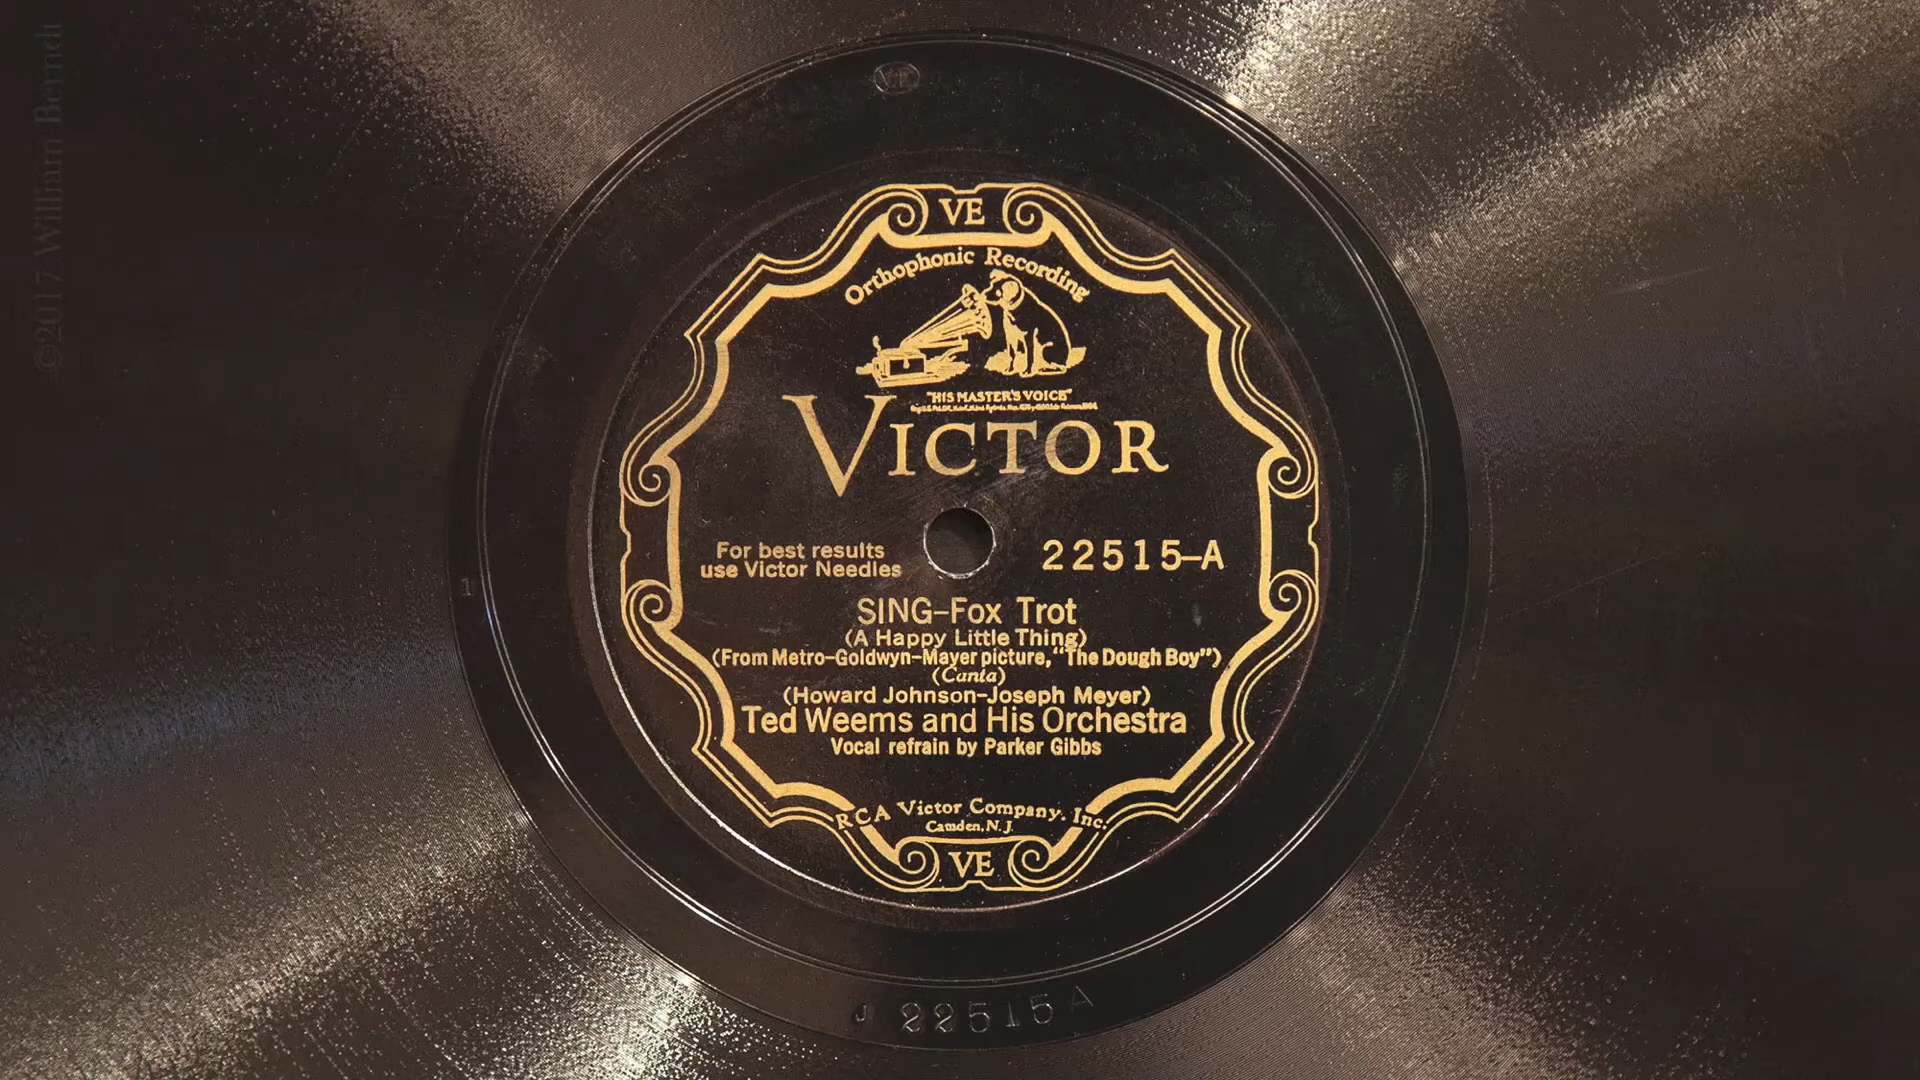 ©2017 William Berndt
VE
VE
Orthophonic Recording
"HIS MASTER'S VOICE"
VICTOR
For best results
use Victor Needles
22515-A
SING-Fox Trot
(A Happy Little Thing)
(From Metro-Goldwyn-Mayer picture, "The Dough Boy")
(Canta)
(Howard Johnson-Joseph Meyer)
Ted Weems and His Orchestra
Vocal refrain by Parker Gibbs
RCA Victor Company, Inc.
Camden, N. J.
VE
J 22515 A